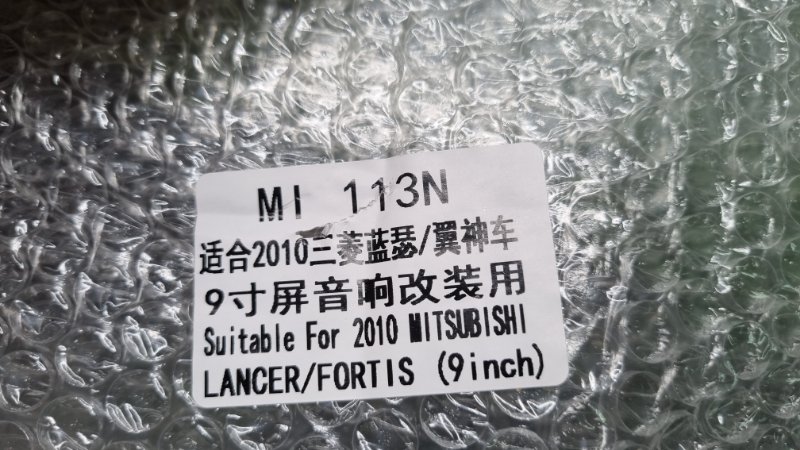 MI 113N
适合2010三菱蓝瑟/翼神车
9寸屏音响改装用
Suitable For 2010 MITSUBISHI
LANCER/FORTIS (9inch)